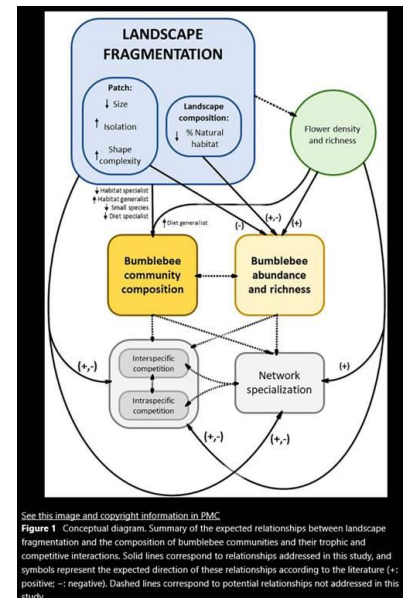 LANDSCAPE
FRAGMENTATION
Patch:
↓ Size
↑ Isolation
↑ Shape
complexity
Landscape
composition:
↓ % Natural
habitat
Flower density
and richness
↓ Habitat specialist
↑ Habitat generalist
↓ Small species
↓ Diet specialist
↑ Diet generalist
(-)
(+,-)
(+)
Bumblebee
community
composition
Bumblebee
abundance
and richness
Interspecific
competition
Intraspecific
competition
Network
specialization
(+,-)
(+)
(+,-)
(+,-)
See this image and copyright information in PMC
Figure 1 Conceptual diagram. Summary of the expected relationships between landscape
fragmentation and the composition of bumblebee communities and their trophic and
competitive interactions. Solid lines correspond to relationships addressed in this study, and
symbols represent the expected direction of these relationships according to the literature (+:
positive; −: negative). Dashed lines correspond to potential relationships not addressed in this
study.